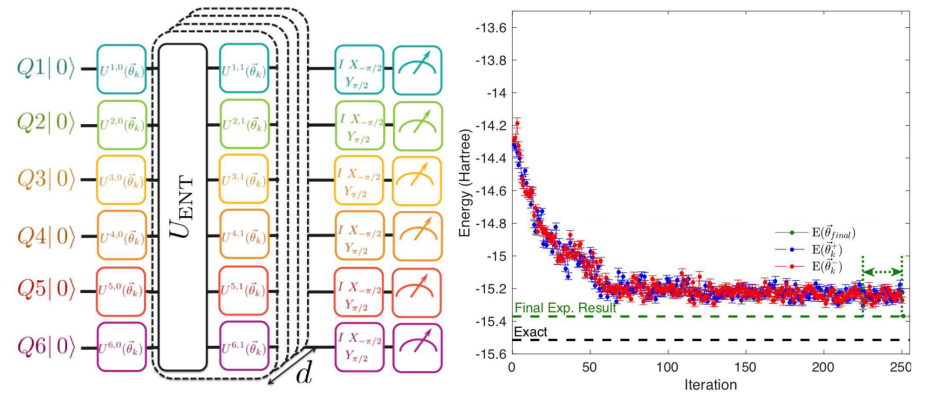 Q1|0⟩ U^{1,0}(θ⃗_k) U^{1,1}(θ⃗_k) I X_{−π/2} Y_{π/2}
Q2|0⟩ U^{2,0}(θ⃗_k) U^{2,1}(θ⃗_k) I X_{−π/2} Y_{π/2}
Q3|0⟩ U^{3,0}(θ⃗_k) U^{3,1}(θ⃗_k) I X_{−π/2} Y_{π/2}
Q4|0⟩ U^{4,0}(θ⃗_k) U^{4,1}(θ⃗_k) I X_{−π/2} Y_{π/2}
Q5|0⟩ U^{5,0}(θ⃗_k) U^{5,1}(θ⃗_k) I X_{−π/2} Y_{π/2}
Q6|0⟩ U^{6,0}(θ⃗_k) U^{6,1}(θ⃗_k) I X_{−π/2} Y_{π/2}
U_ENT
d
Energy (Hartree)
-13.6
-13.8
-14
-14.2
-14.4
-14.6
-14.8
-15
-15.2
-15.4
-15.6
E(θ⃗_final)
E(θ⃗_k^+)
E(θ⃗_k^-)
Final Exp. Result
Exact
0 50 100 150 200 250
Iteration